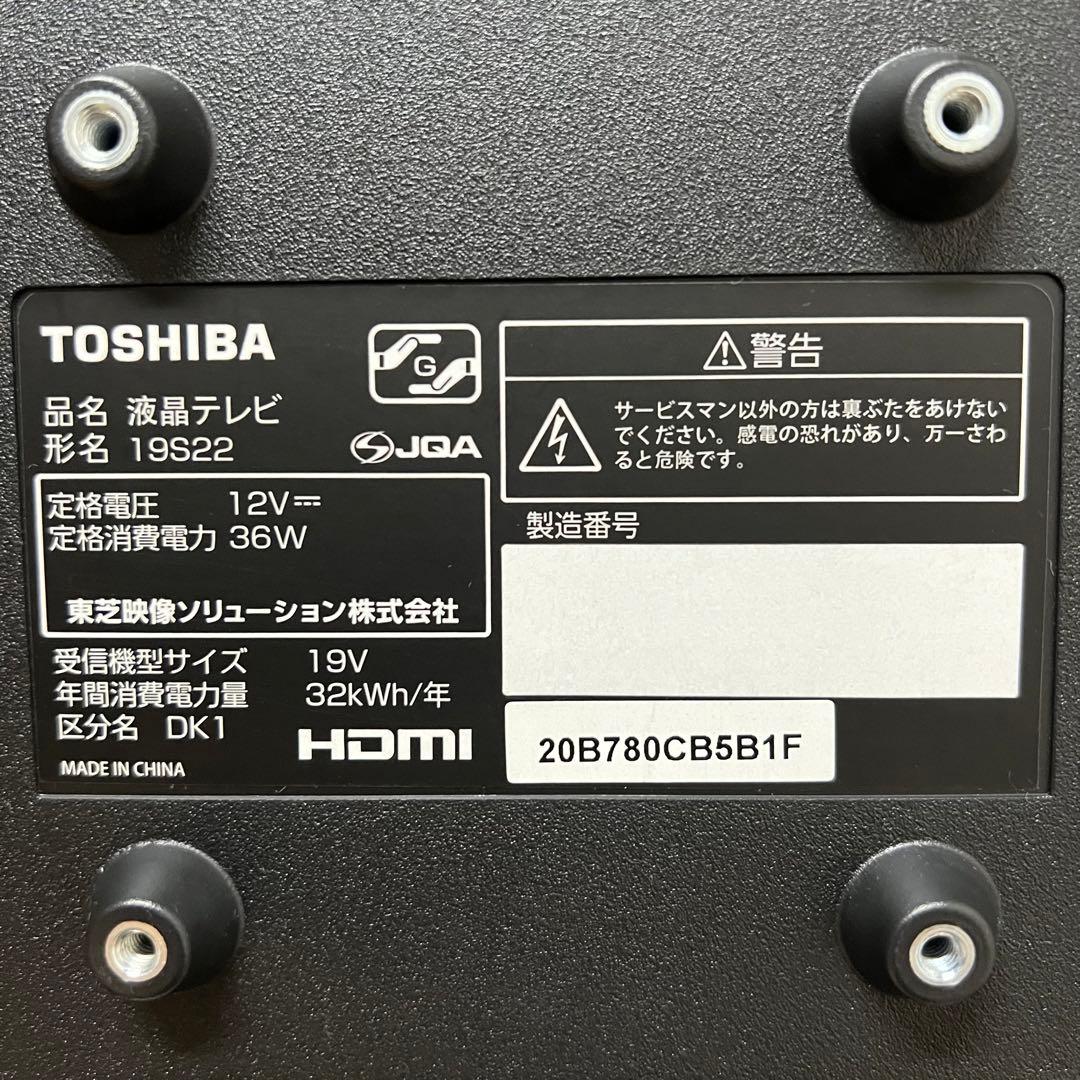 TOSHIBA
品名 液晶テレビ
形名 19S22
G
JQA
定格電圧 12V⎓
定格消費電力 36W
東芝映像ソリューション株式会社
受信機型サイズ 19V
年間消費電力量 32kWh/年
区分名 DK1
MADE IN CHINA
HDMI
⚠警告
サービスマン以外の方は裏ぶたをあけない
でください。感電の恐れがあり、万一さわ
ると危険です。
製造番号
20B780CB5B1F